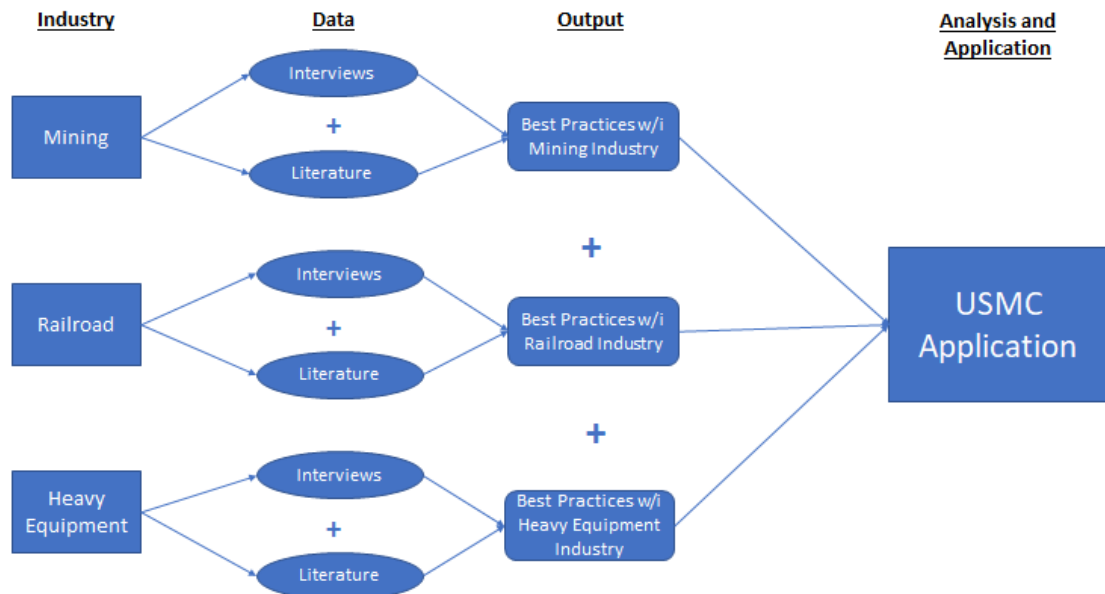 Industry
Data
Output
Analysis and
Application
Mining
Interviews
+
Literature
Best Practices w/i
Mining Industry
+
Railroad
Interviews
+
Literature
Best Practices w/i
Railroad Industry
USMC
Application
+
Heavy
Equipment
Interviews
+
Literature
Best Practices w/i
Heavy Equipment
Industry